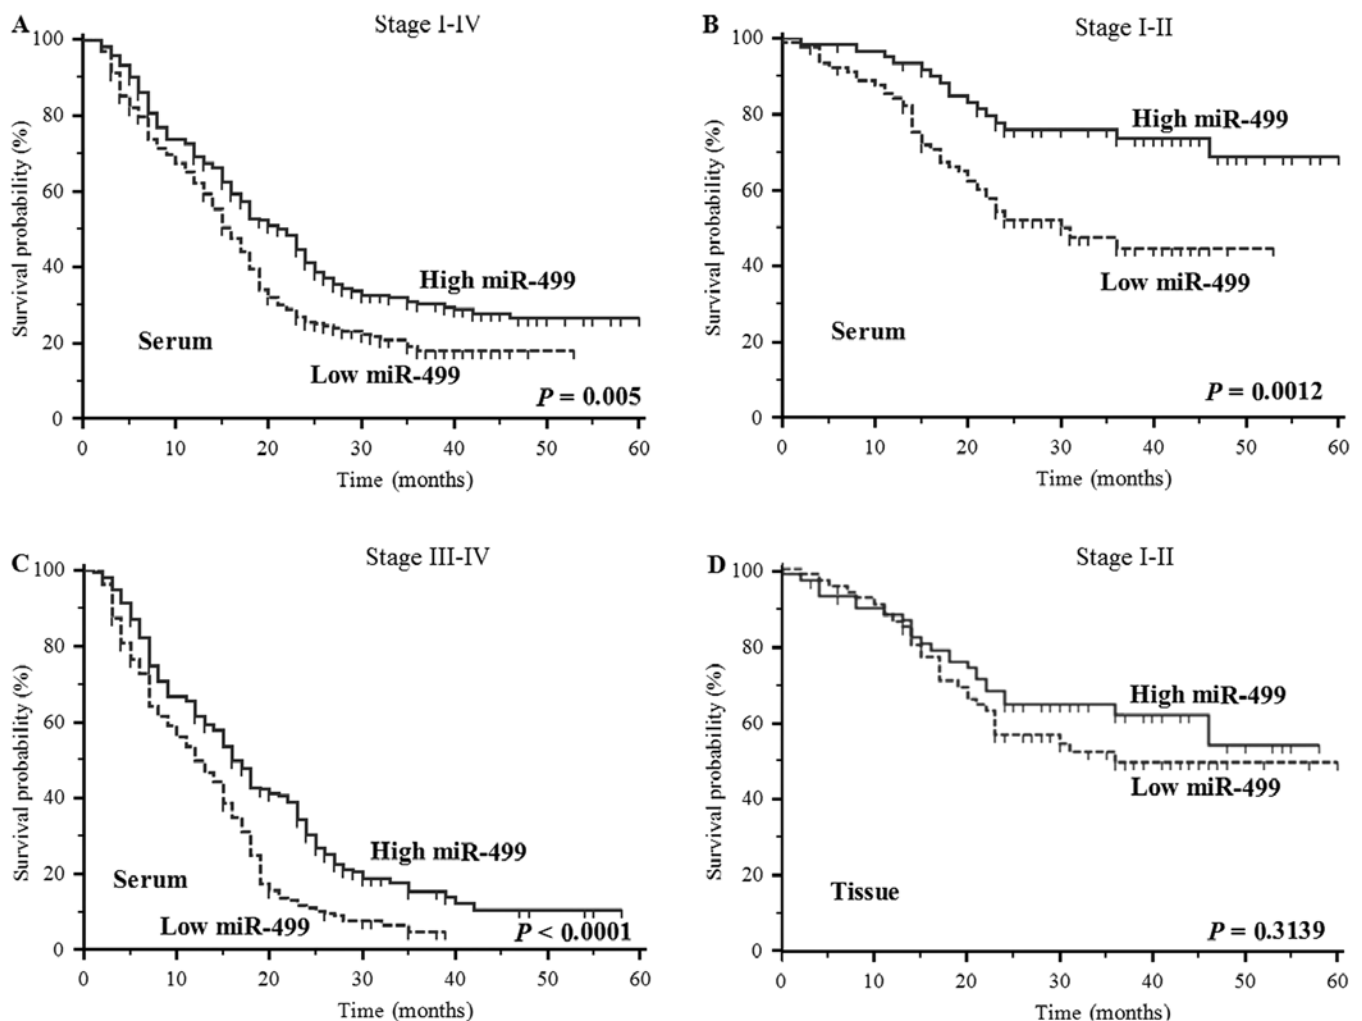 A
Stage I-IV
Survival probability (%)
100
80
60
40
20
0
High miR-499
Serum
Low miR-499
P = 0.005
0 10 20 30 40 50 60
Time (months)
B
Stage I-II
Survival probability (%)
100
80
60
40
20
0
High miR-499
Low miR-499
Serum
P = 0.0012
0 10 20 30 40 50 60
Time (months)
C
Stage III-IV
Survival probability (%)
100
80
60
40
20
0
High miR-499
Serum
Low miR-499
P < 0.0001
0 10 20 30 40 50 60
Time (months)
D
Stage I-II
Survival probability (%)
100
80
60
40
20
0
High miR-499
Low miR-499
Tissue
P = 0.3139
0 10 20 30 40 50 60
Time (months)